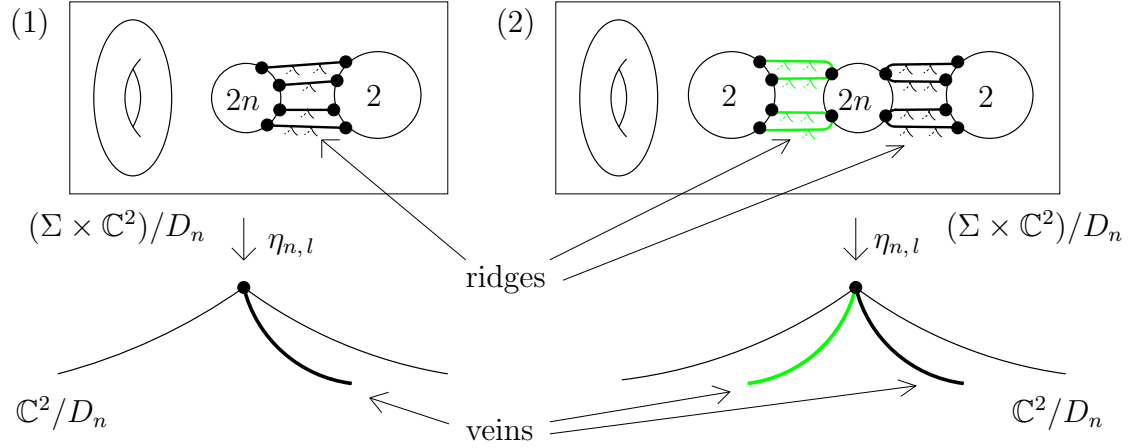 (1)
(2)
2n
2
2
2n
2
(Σ × ℂ²)/Dₙ
ηₙ,ₗ
ηₙ,ₗ
(Σ × ℂ²)/Dₙ
ridges
ℂ²/Dₙ
ℂ²/Dₙ
veins